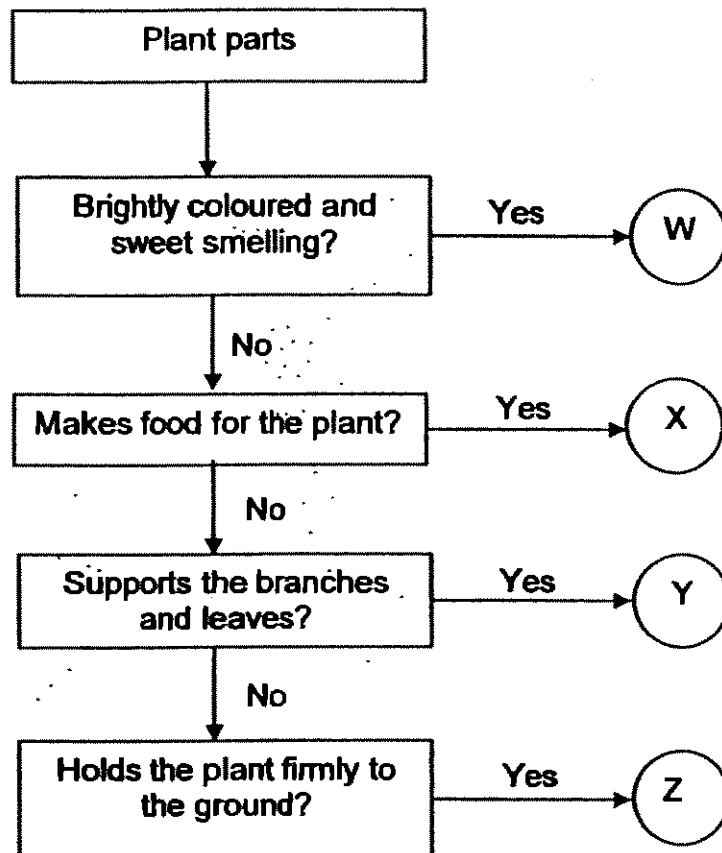 Plant parts
Brightly coloured and
sweet smelling?
Yes
W
No
Makes food for the plant?
Yes
X
No
Supports the branches
and leaves?
Yes
Y
No
Holds the plant firmly to
the ground?
Yes
Z